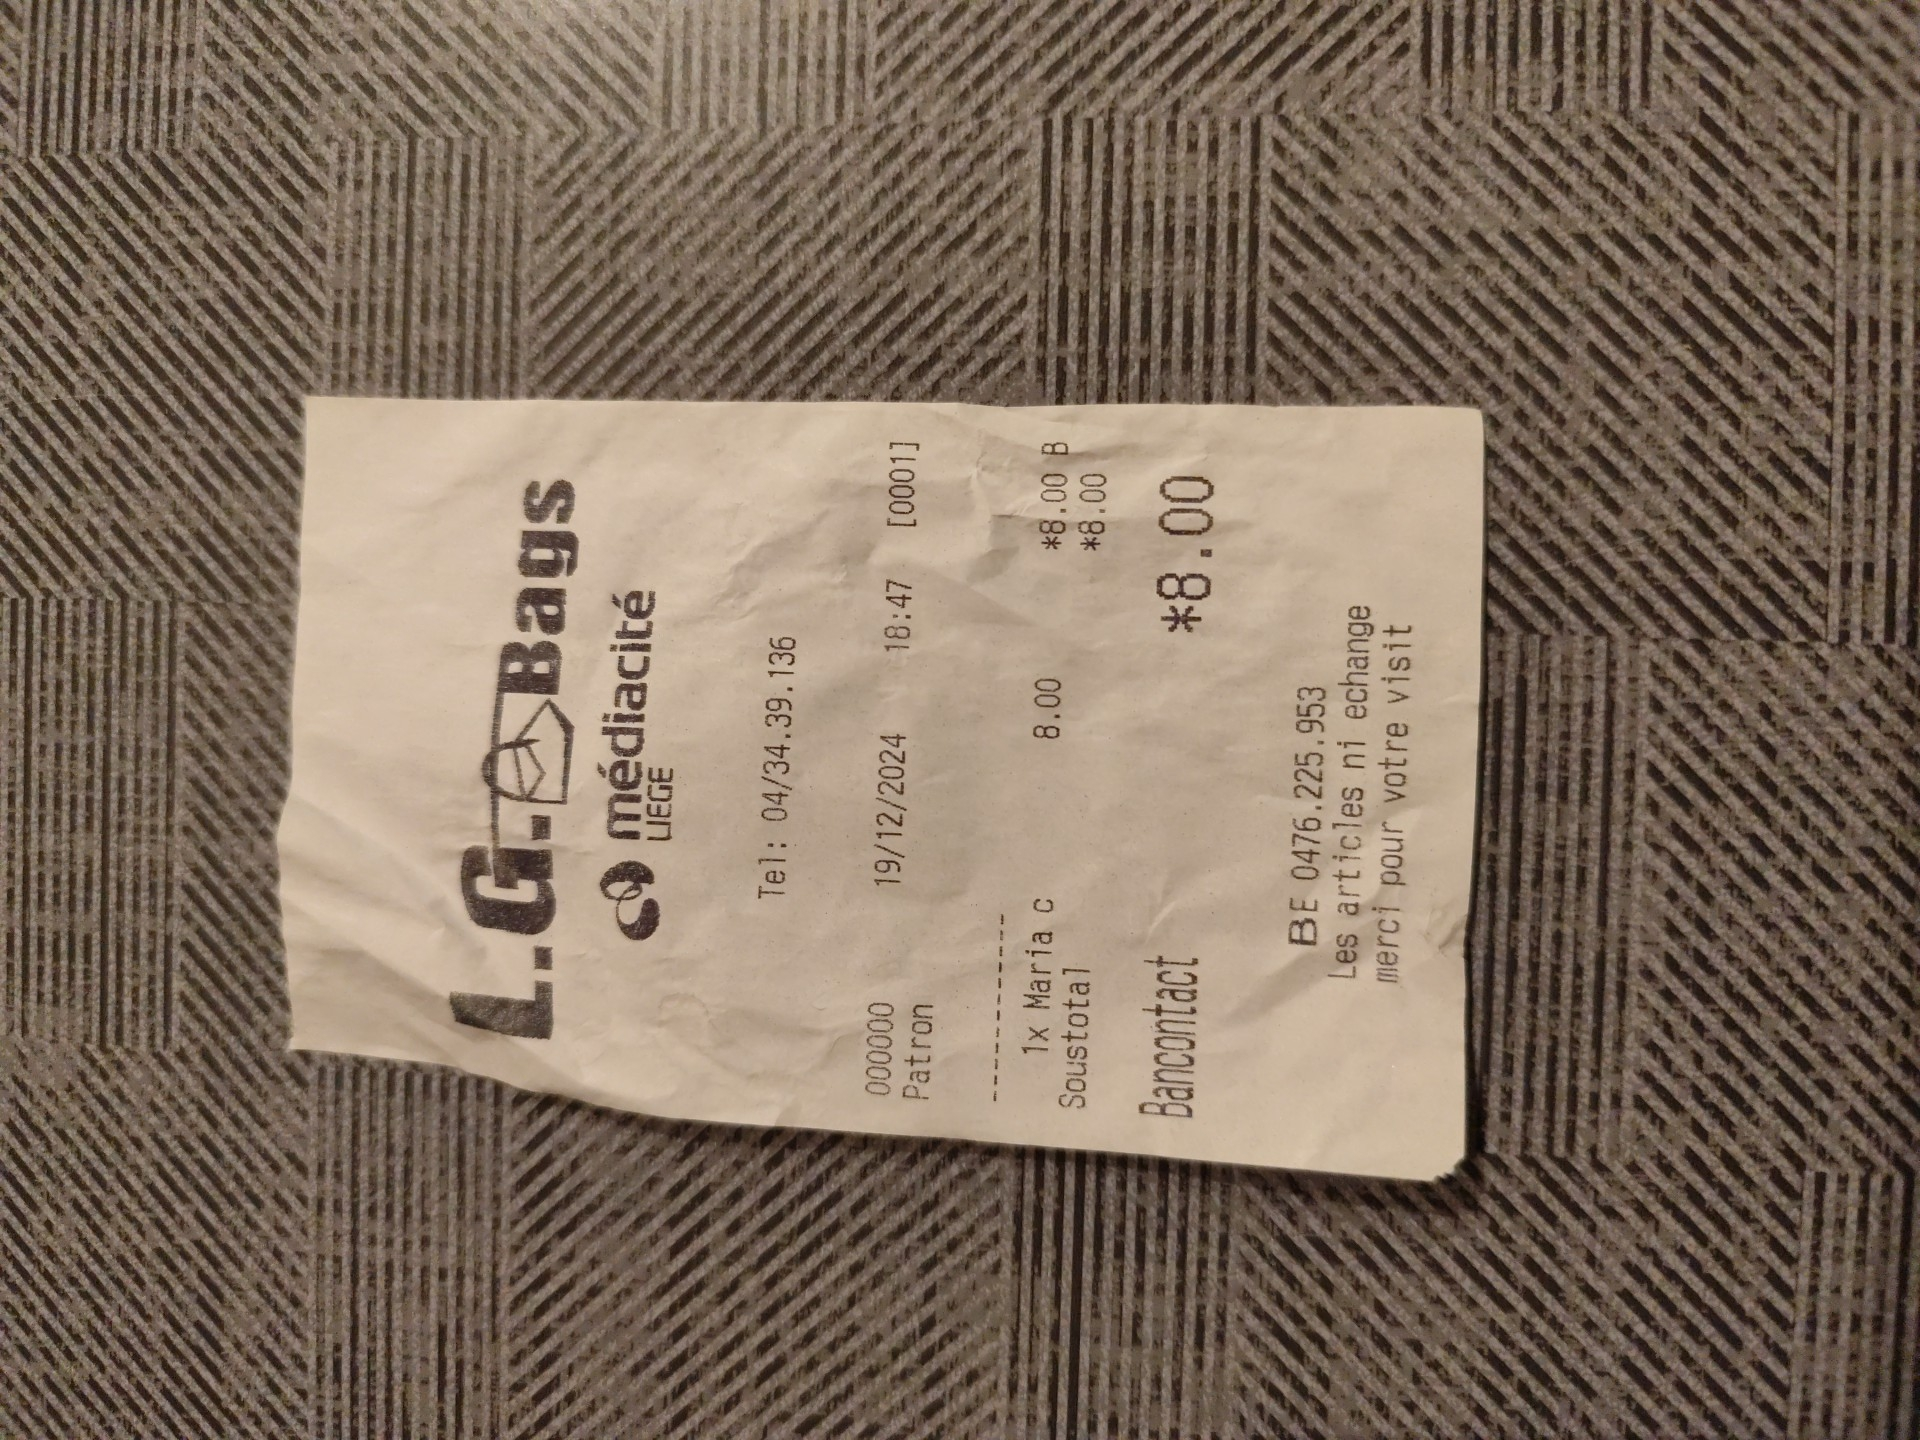 L.G. Bags
médiacité
LIEGE
Tel: 04/34.39.136
000000 19/12/2024 18:47 [0001]
Patron
-------------
1x Maria c 8.00 *8.00 B
Soustotal *8.00
Bancontact *8.00
BE 0476.225.953
Les articles ni echange
merci pour votre visit